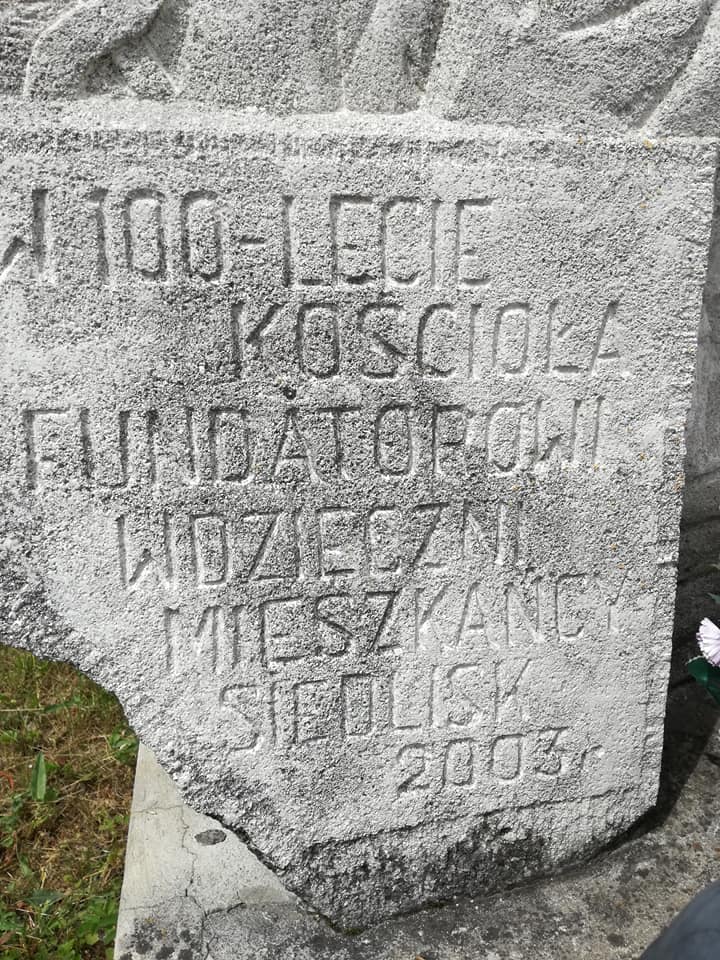 W 100-LECIE
KOŚCIOŁA
FUNDATOROWI
WDZIĘCZNI
MIESZKAŃCY
SIEDLISK
2003 r.